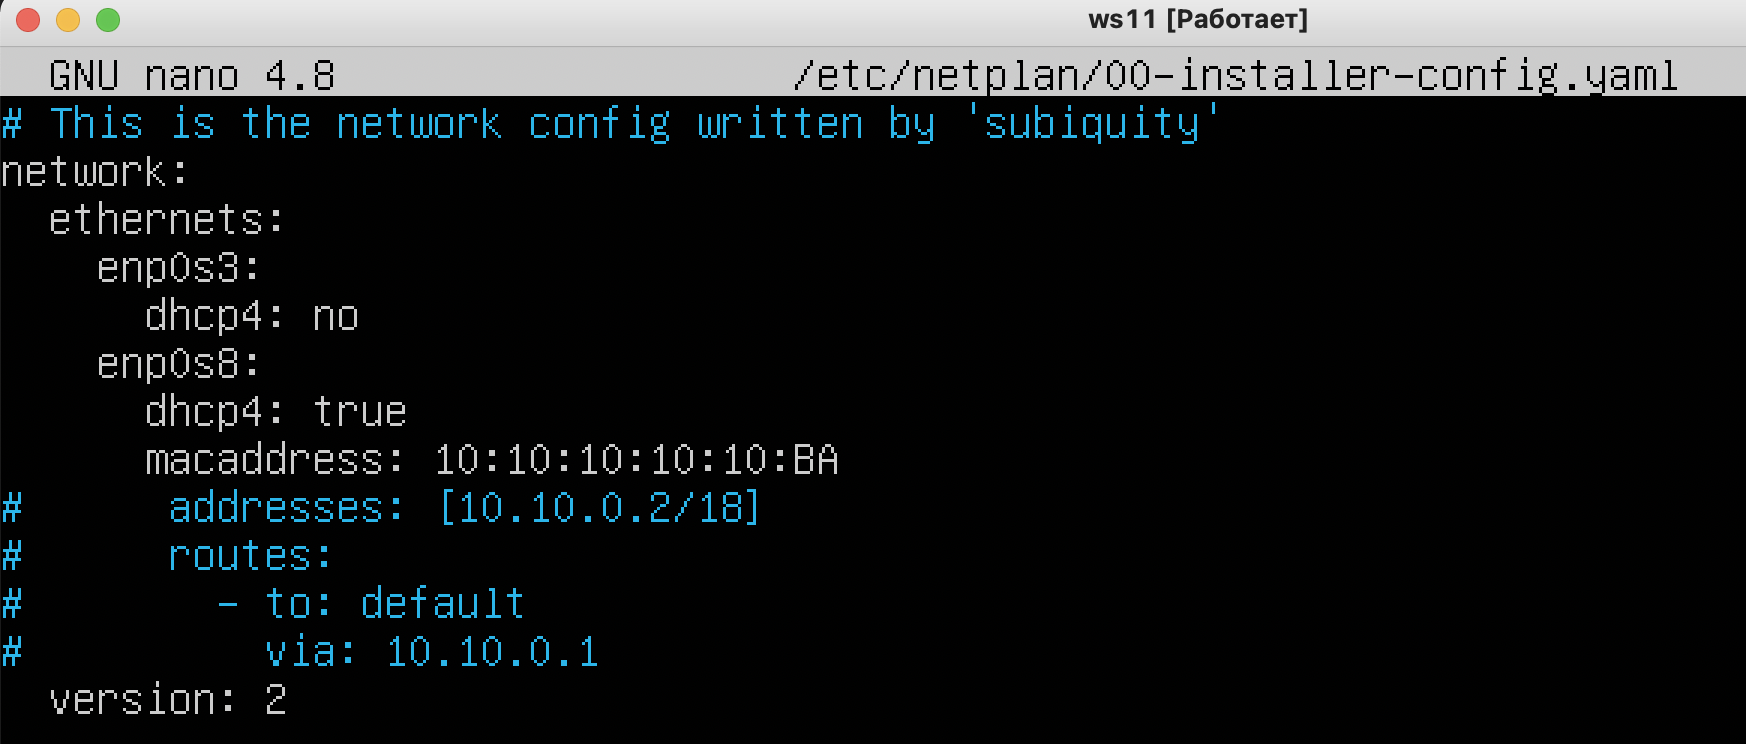 ws11 [Работает]
GNU nano 4.8 /etc/netplan/00-installer-config.yaml
# This is the network config written by 'subiquity'
network:
  ethernets:
    enp0s3:
      dhcp4: no
    enp0s8:
      dhcp4: true
      macaddress: 10:10:10:10:10:BA
#      addresses: [10.10.0.2/18]
#      routes:
#        - to: default
#          via: 10.10.0.1
  version: 2